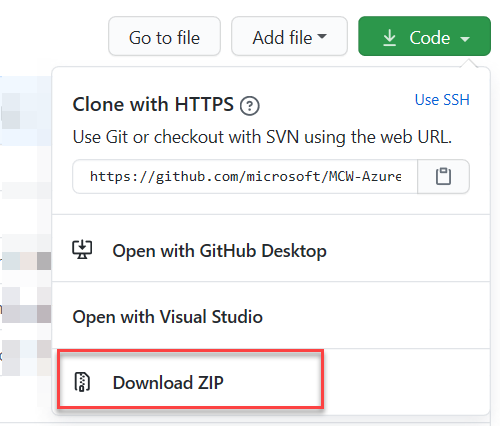 Go to file
Add file
Code
Clone with HTTPS
Use SSH
Use Git or checkout with SVN using the web URL.
https://github.com/microsoft/MCW-Azure
Open with GitHub Desktop
Open with Visual Studio
Download ZIP